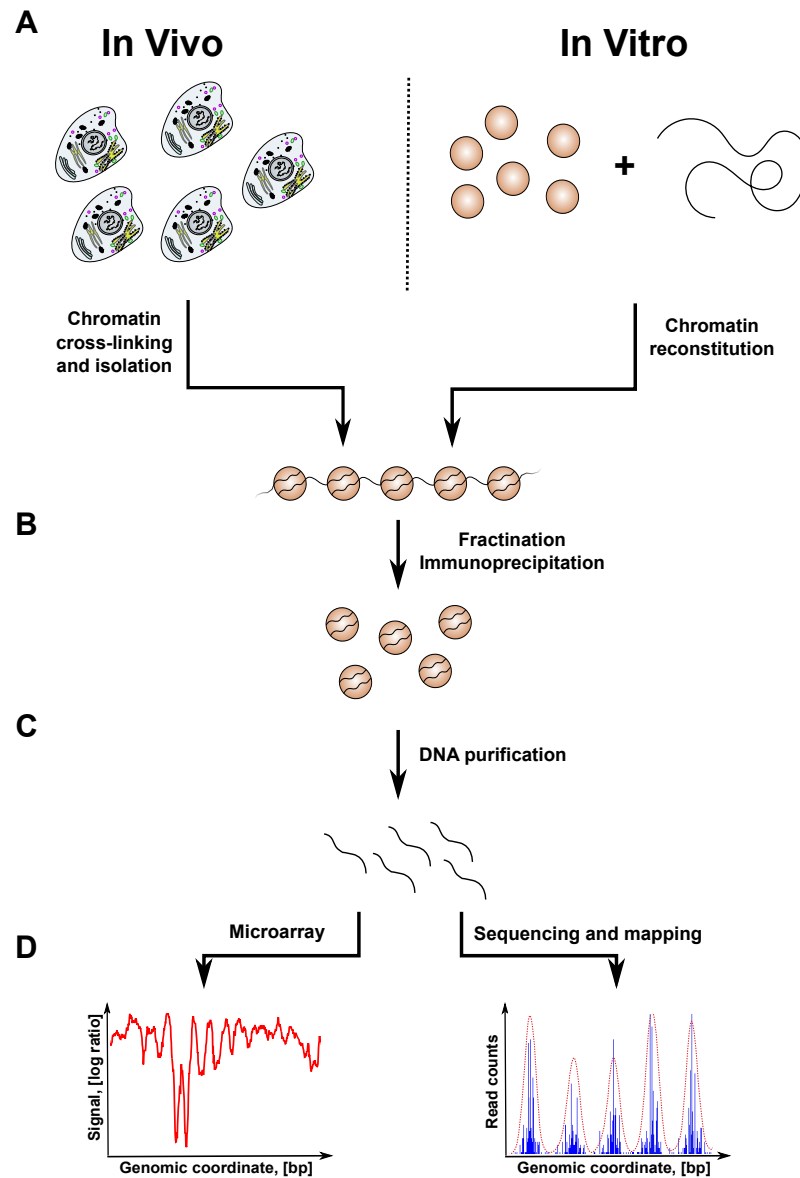 A
In Vivo
In Vitro
+
Chromatin
cross-linking
and isolation
Chromatin
reconstitution
B
Fractination
Immunoprecipitation
C
DNA purification
D
Microarray
Sequencing and mapping
Signal, [log ratio]
Genomic coordinate, [bp]
Read counts
Genomic coordinate, [bp]